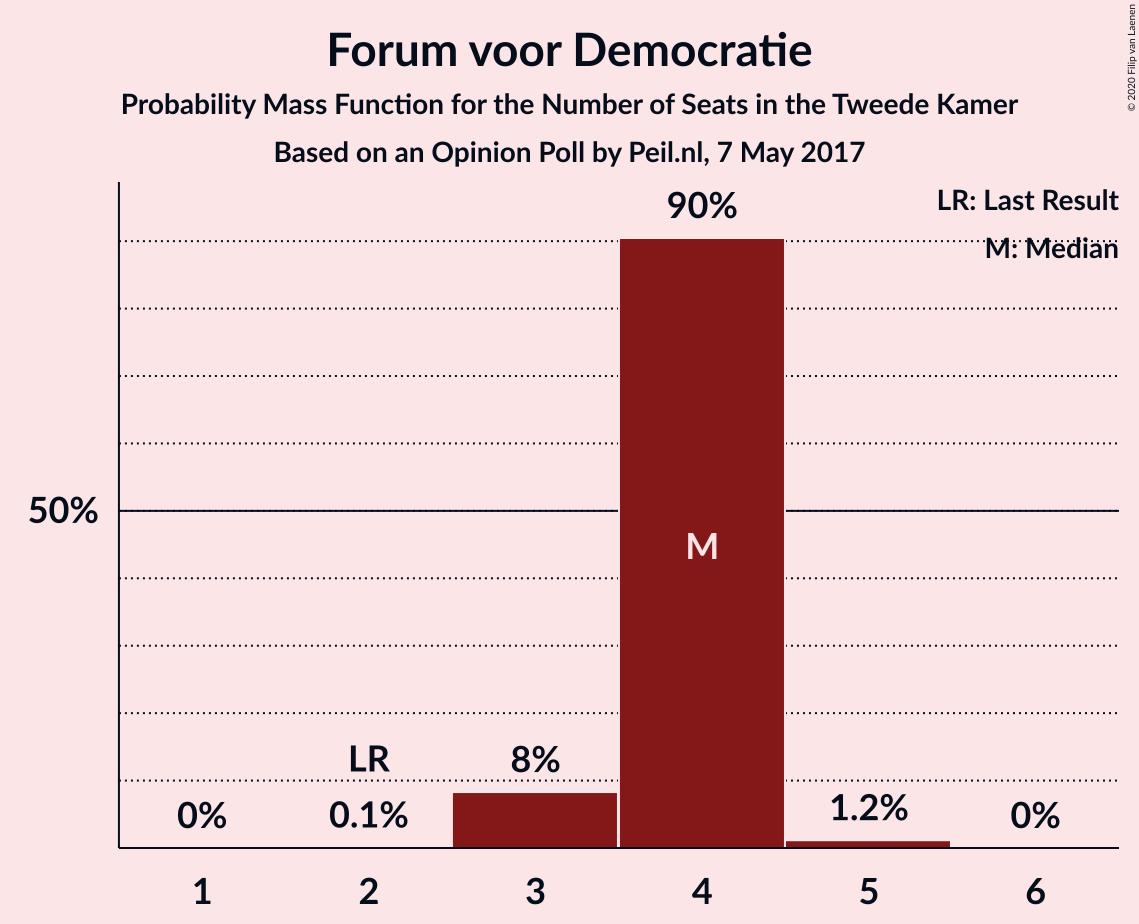 Forum voor Democratie
Probability Mass Function for the Number of Seats in the Tweede Kamer
Based on an Opinion Poll by Peil.nl, 7 May 2017
© 2020 Filip van Laenen
LR: Last Result
M: Median
90%
50%
M
LR
8%
0%
0.1%
1.2%
0%
1 2 3 4 5 6